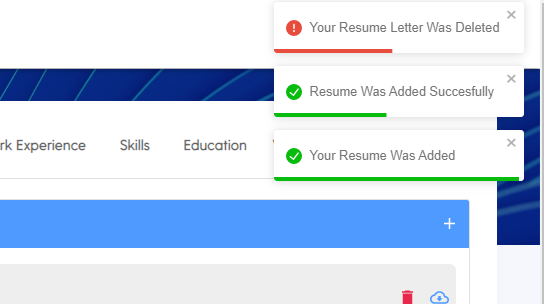 Your Resume Letter Was Deleted
Resume Was Added Succesfully
Your Resume Was Added
rk Experience Skills Education